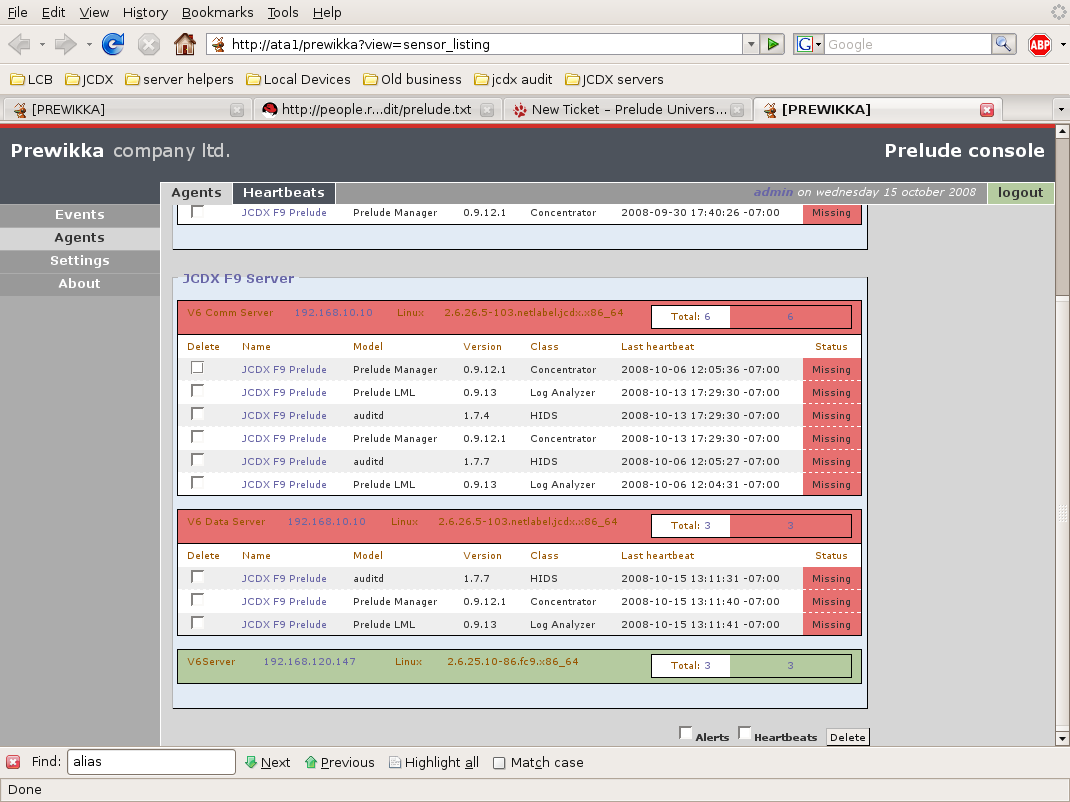 File Edit View History Bookmarks Tools Help
http://ata1/prewikka?view=sensor_listing G Google ABP
LCB JCDX server helpers Local Devices Old business jcdx audit JCDX servers
[PREWIKKA] http://people.r...dit/prelude.txt New Ticket – Prelude Univers... [PREWIKKA]
Prewikka company ltd. Prelude console
Agents Heartbeats admin on wednesday 15 october 2008 logout
Events
Agents
Settings
About
JCDX F9 Prelude Prelude Manager 0.9.12.1 Concentrator 2008-09-30 17:40:26 -07:00 Missing
JCDX F9 Server
V6 Comm Server 192.168.10.10 Linux 2.6.26.5-103.netlabel.jcdx.x86_64 Total: 6 6
Delete Name Model Version Class Last heartbeat Status
JCDX F9 Prelude Prelude Manager 0.9.12.1 Concentrator 2008-10-06 12:05:36 -07:00 Missing
JCDX F9 Prelude Prelude LML 0.9.13 Log Analyzer 2008-10-13 17:29:30 -07:00 Missing
JCDX F9 Prelude auditd 1.7.4 HIDS 2008-10-13 17:29:30 -07:00 Missing
JCDX F9 Prelude Prelude Manager 0.9.12.1 Concentrator 2008-10-13 17:29:30 -07:00 Missing
JCDX F9 Prelude auditd 1.7.7 HIDS 2008-10-06 12:05:27 -07:00 Missing
JCDX F9 Prelude Prelude LML 0.9.13 Log Analyzer 2008-10-06 12:04:31 -07:00 Missing
V6 Data Server 192.168.10.10 Linux 2.6.26.5-103.netlabel.jcdx.x86_64 Total: 3 3
Delete Name Model Version Class Last heartbeat Status
JCDX F9 Prelude auditd 1.7.7 HIDS 2008-10-15 13:11:31 -07:00 Missing
JCDX F9 Prelude Prelude Manager 0.9.12.1 Concentrator 2008-10-15 13:11:40 -07:00 Missing
JCDX F9 Prelude Prelude LML 0.9.13 Log Analyzer 2008-10-15 13:11:41 -07:00 Missing
V6Server 192.168.120.147 Linux 2.6.25.10-86.fc9.x86_64 Total: 3 3
Alerts Heartbeats Delete
Find: alias Next Previous Highlight all Match case
Done